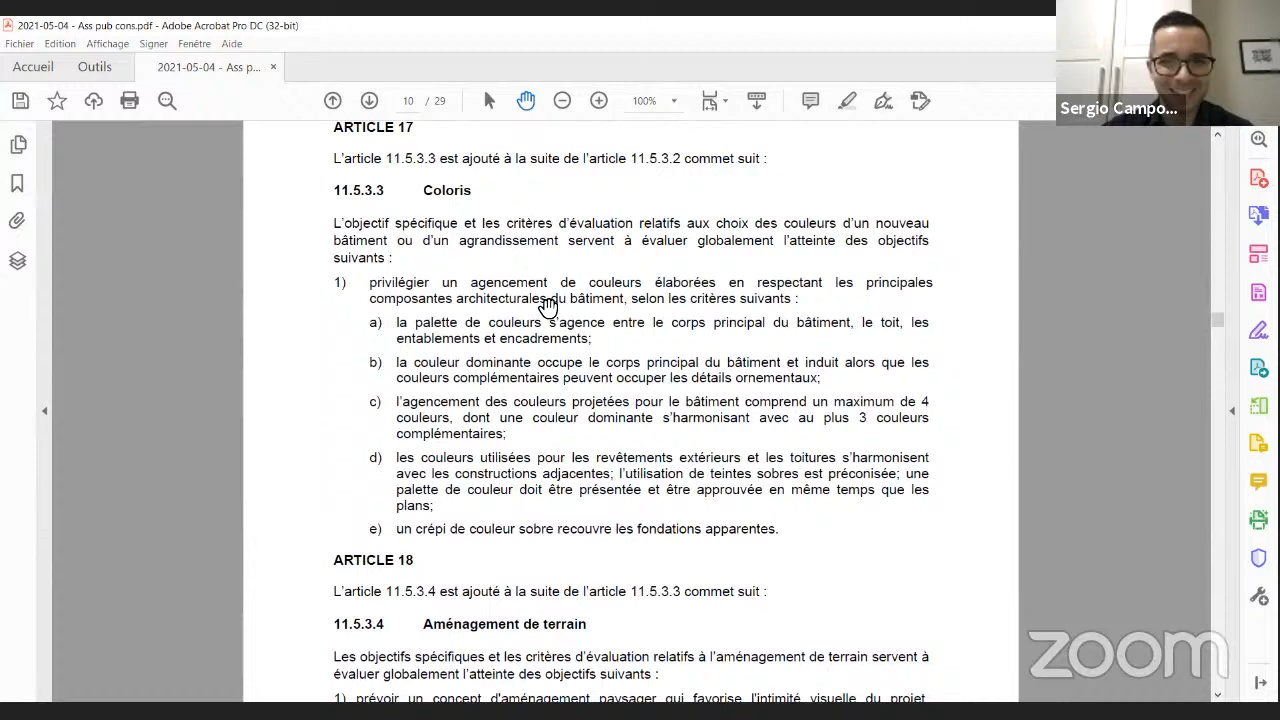 2021-05-04 - Ass pub cons.pdf - Adobe Acrobat Pro DC (32-bit)
Fichier Edition Affichage Signer Fenêtre Aide
Accueil Outils 2021-05-04 - Ass p... ×
10 / 29 100%
Sergio Campo...
ARTICLE 17
L'article 11.5.3.3 est ajouté à la suite de l'article 11.5.3.2 commet suit :
11.5.3.3 Coloris
L'objectif spécifique et les critères d'évaluation relatifs aux choix des couleurs d'un nouveau
bâtiment ou d'un agrandissement servent à évaluer globalement l'atteinte des objectifs
suivants :
1) privilégier un agencement de couleurs élaborées en respectant les principales
composantes architecturales du bâtiment, selon les critères suivants :
a) la palette de couleurs s'agence entre le corps principal du bâtiment, le toit, les
entablements et encadrements;
b) la couleur dominante occupe le corps principal du bâtiment et induit alors que les
couleurs complémentaires peuvent occuper les détails ornementaux;
c) l'agencement des couleurs projetées pour le bâtiment comprend un maximum de 4
couleurs, dont une couleur dominante s'harmonisant avec au plus 3 couleurs
complémentaires;
d) les couleurs utilisées pour les revêtements extérieurs et les toitures s'harmonisent
avec les constructions adjacentes; l'utilisation de teintes sobres est préconisée; une
palette de couleur doit être présentée et être approuvée en même temps que les
plans;
e) un crépi de couleur sobre recouvre les fondations apparentes.
ARTICLE 18
L'article 11.5.3.4 est ajouté à la suite de l'article 11.5.3.3 commet suit :
11.5.3.4 Aménagement de terrain
Les objectifs spécifiques et les critères d'évaluation relatifs à l'aménagement de terrain servent à
évaluer globalement l'atteinte des objectifs suivants :
1) prévoir un concept d'aménagement paysager qui favorise l'intimité visuelle du projet,
zoom